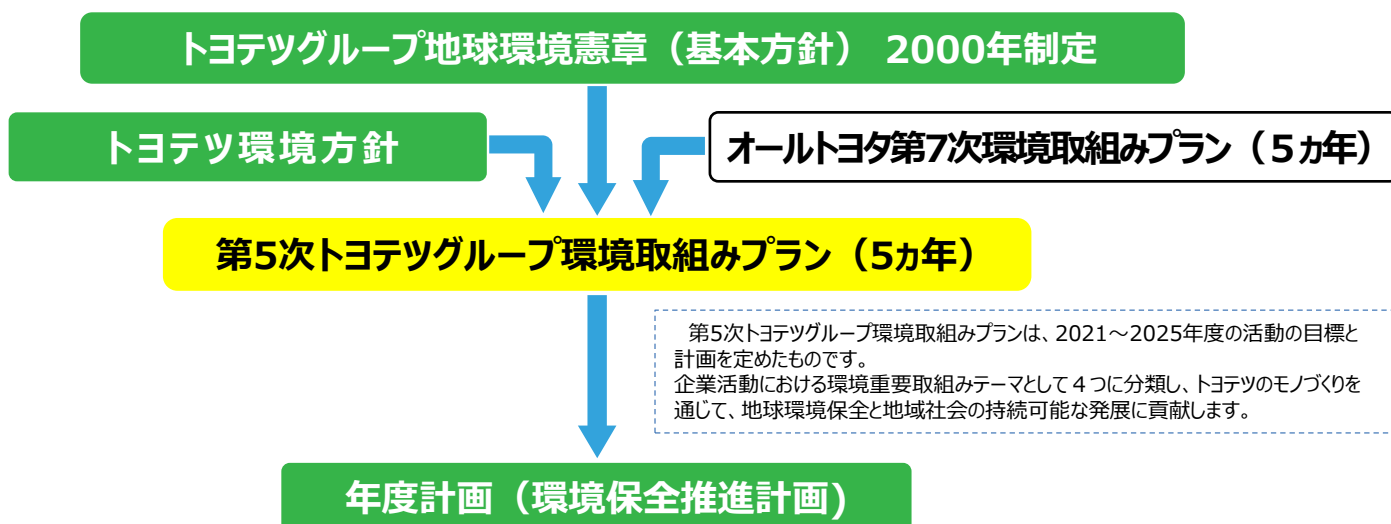 トヨテツグループ地球環境憲章（基本方針） 2000年制定
トヨテツ環境方針
オールトヨタ第7次環境取組みプラン（５ヵ年）
第5次トヨテツグループ環境取組みプラン（5ヵ年）
第5次トヨテツグループ環境取組みプランは、2021～2025年度の活動の目標と
計画を定めたものです。
企業活動における環境重要取組みテーマとして４つに分類し、トヨテツのモノづくりを
通じて、地球環境保全と地域社会の持続可能な発展に貢献します。
年度計画（環境保全推進計画)